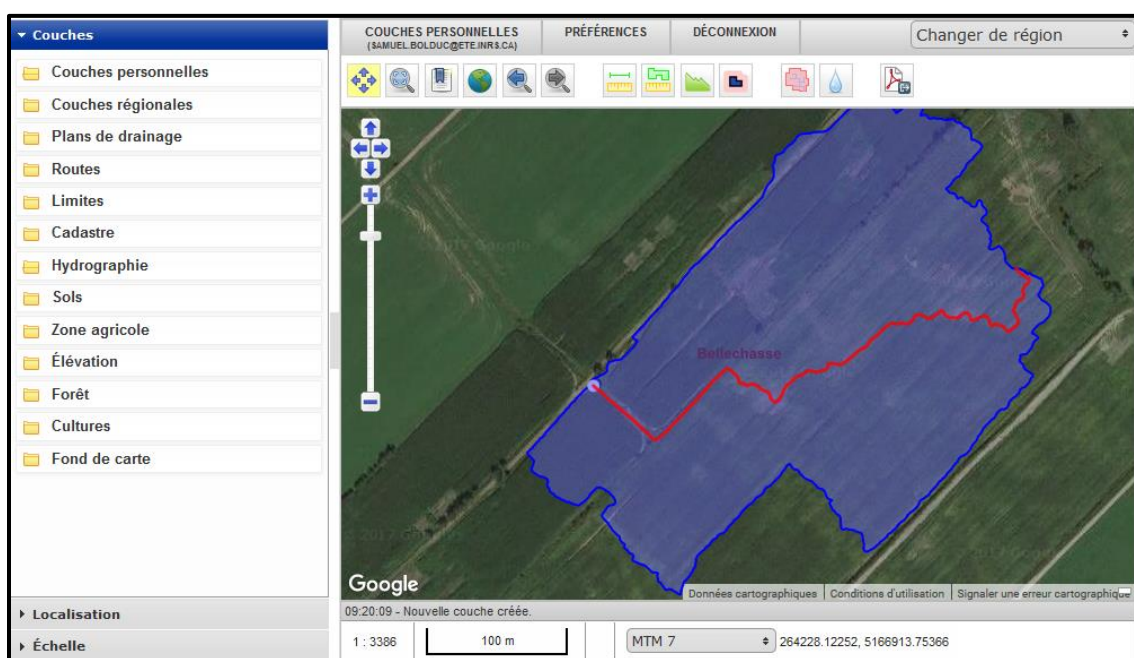 Couches
Couches personnelles
Couches régionales
Plans de drainage
Routes
Limites
Cadastre
Hydrographie
Sols
Zone agricole
Élévation
Forêt
Cultures
Fond de carte
Localisation
Échelle
COUCHES PERSONNELLES
(SAMUEL.BOLDUC@ETE.INRS.CA)
PRÉFÉRENCES
DÉCONNEXION
Changer de région
Bellechasse
Google
Données cartographiques
Conditions d'utilisation
Signaler une erreur cartographique
09:20:09 - Nouvelle couche créée.
1 : 3386
100 m
MTM 7
264228.12252, 5166913.75366